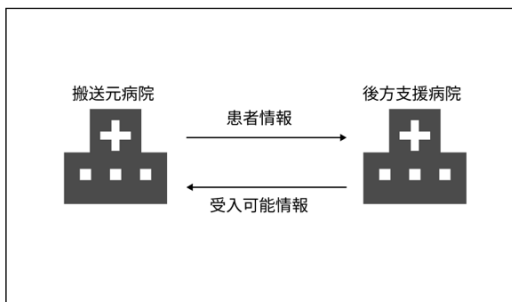 搬送元病院
後方支援病院
患者情報
受入可能情報